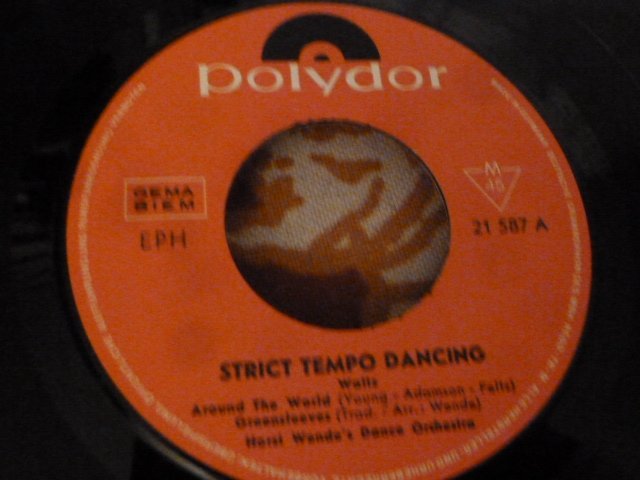 polydor
GEMA
BIEM
EPH
M
45
21 587 A
STRICT TEMPO DANCING
Waltz
Around The World (Young - Adamson - Falls)
Greensleeves (Trad. / Arr.: Wende)
Horst Wende's Dance Orchestra